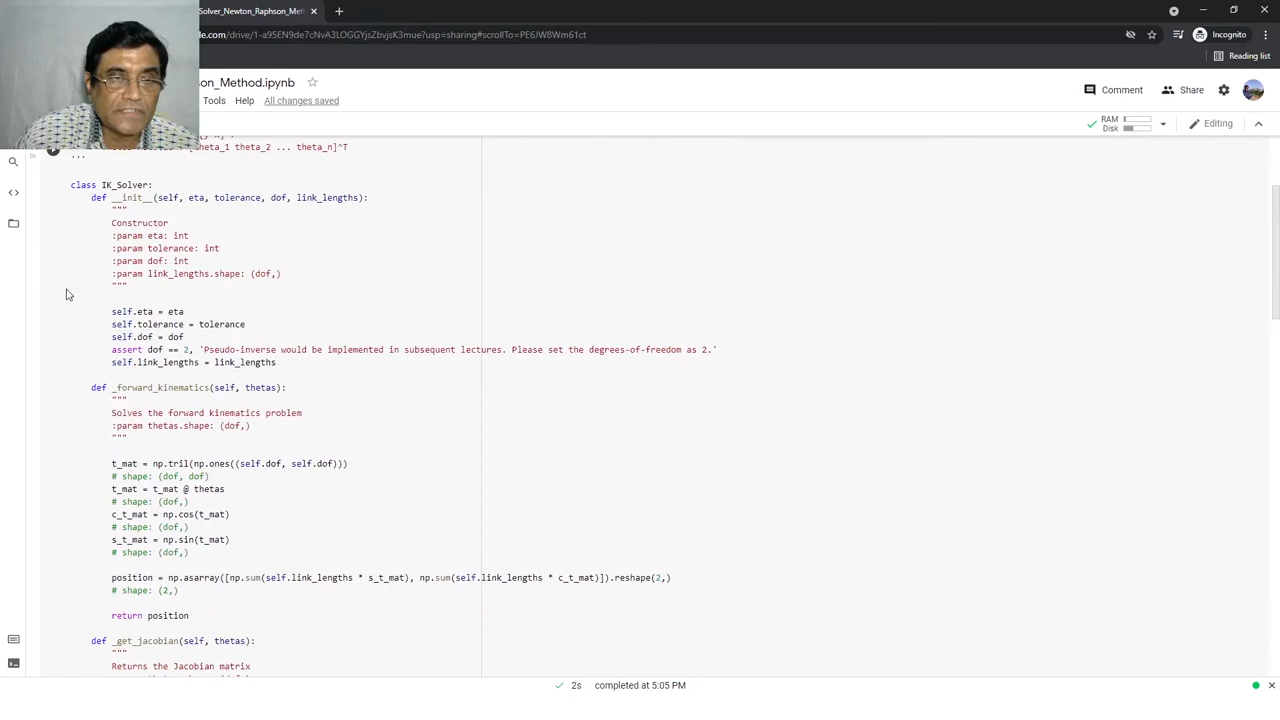 Solver_Newton_Raphson_Met
le.com/drive/1-a95EN9de7cNvA3LOGGYjsZbvjsK3mue?usp=sharing#scrollTo=PE6JW8Wm61ct
Incognito
Reading list
on_Method.ipynb
Tools Help All changes saved
Comment Share
RAM
Disk
Editing
theta_1 theta_2 ... theta_n]^T
'''
class IK_Solver:
def __init__(self, eta, tolerance, dof, link_lengths):
"""
Constructor
:param eta: int
:param tolerance: int
:param dof: int
:param link_lengths.shape: (dof,)
"""
self.eta = eta
self.tolerance = tolerance
self.dof = dof
assert dof == 2, 'Pseudo-inverse would be implemented in subsequent lectures. Please set the degrees-of-freedom as 2.'
self.link_lengths = link_lengths
def _forward_kinematics(self, thetas):
"""
Solves the forward kinematics problem
:param thetas.shape: (dof,)
"""
t_mat = np.tril(np.ones((self.dof, self.dof)))
# shape: (dof, dof)
t_mat = t_mat @ thetas
# shape: (dof,)
c_t_mat = np.cos(t_mat)
# shape: (dof,)
s_t_mat = np.sin(t_mat)
# shape: (dof,)
position = np.asarray([np.sum(self.link_lengths * s_t_mat), np.sum(self.link_lengths * c_t_mat)]).reshape(2,)
# shape: (2,)
return position
def _get_jacobian(self, thetas):
"""
Returns the Jacobian matrix
2s completed at 5:05 PM